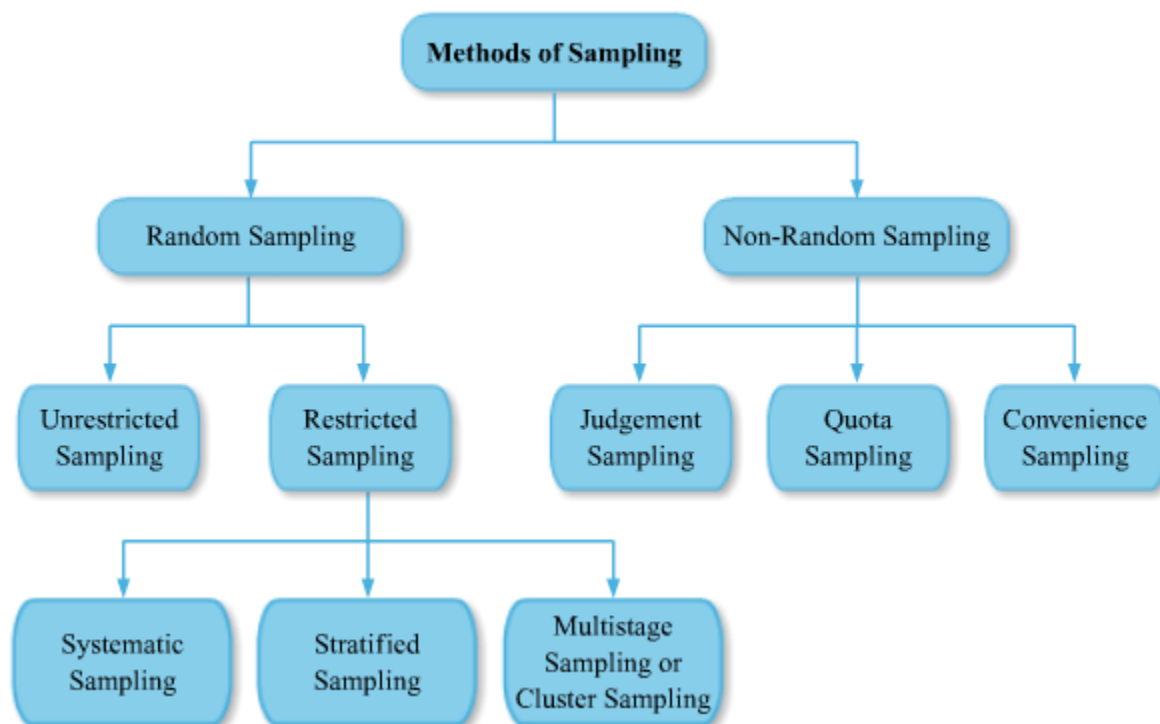 Methods of Sampling
Random Sampling
Non-Random Sampling
Unrestricted
Sampling
Restricted
Sampling
Judgement
Sampling
Quota
Sampling
Convenience
Sampling
Systematic
Sampling
Stratified
Sampling
Multistage
Sampling or
Cluster Sampling